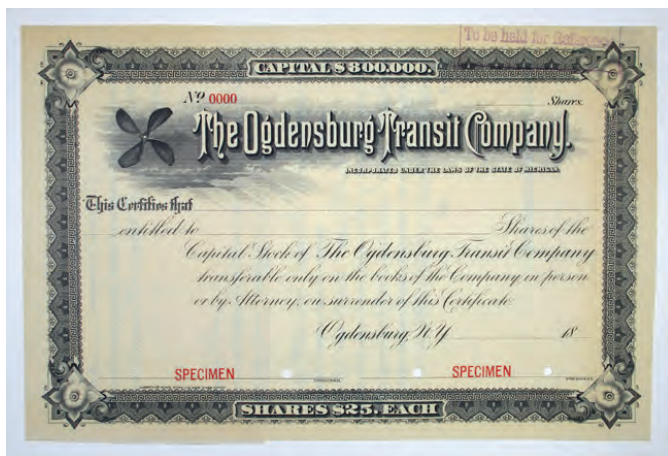 To be held for Reference
CAPITAL $300.000.
No 0000 Shares.
The Ogdensburg Transit Company.
INCORPORATED UNDER THE LAWS OF THE STATE OF MICHIGAN.
This Certifies that
entitled to Shares of the
Capital Stock of The Ogdensburg Transit Company
transferable only on the books of the Company in person
or by Attorney, on surrender of this Certificate
Ogdensburg, N.Y. 18
SPECIMEN SPECIMEN
SHARES $25. EACH